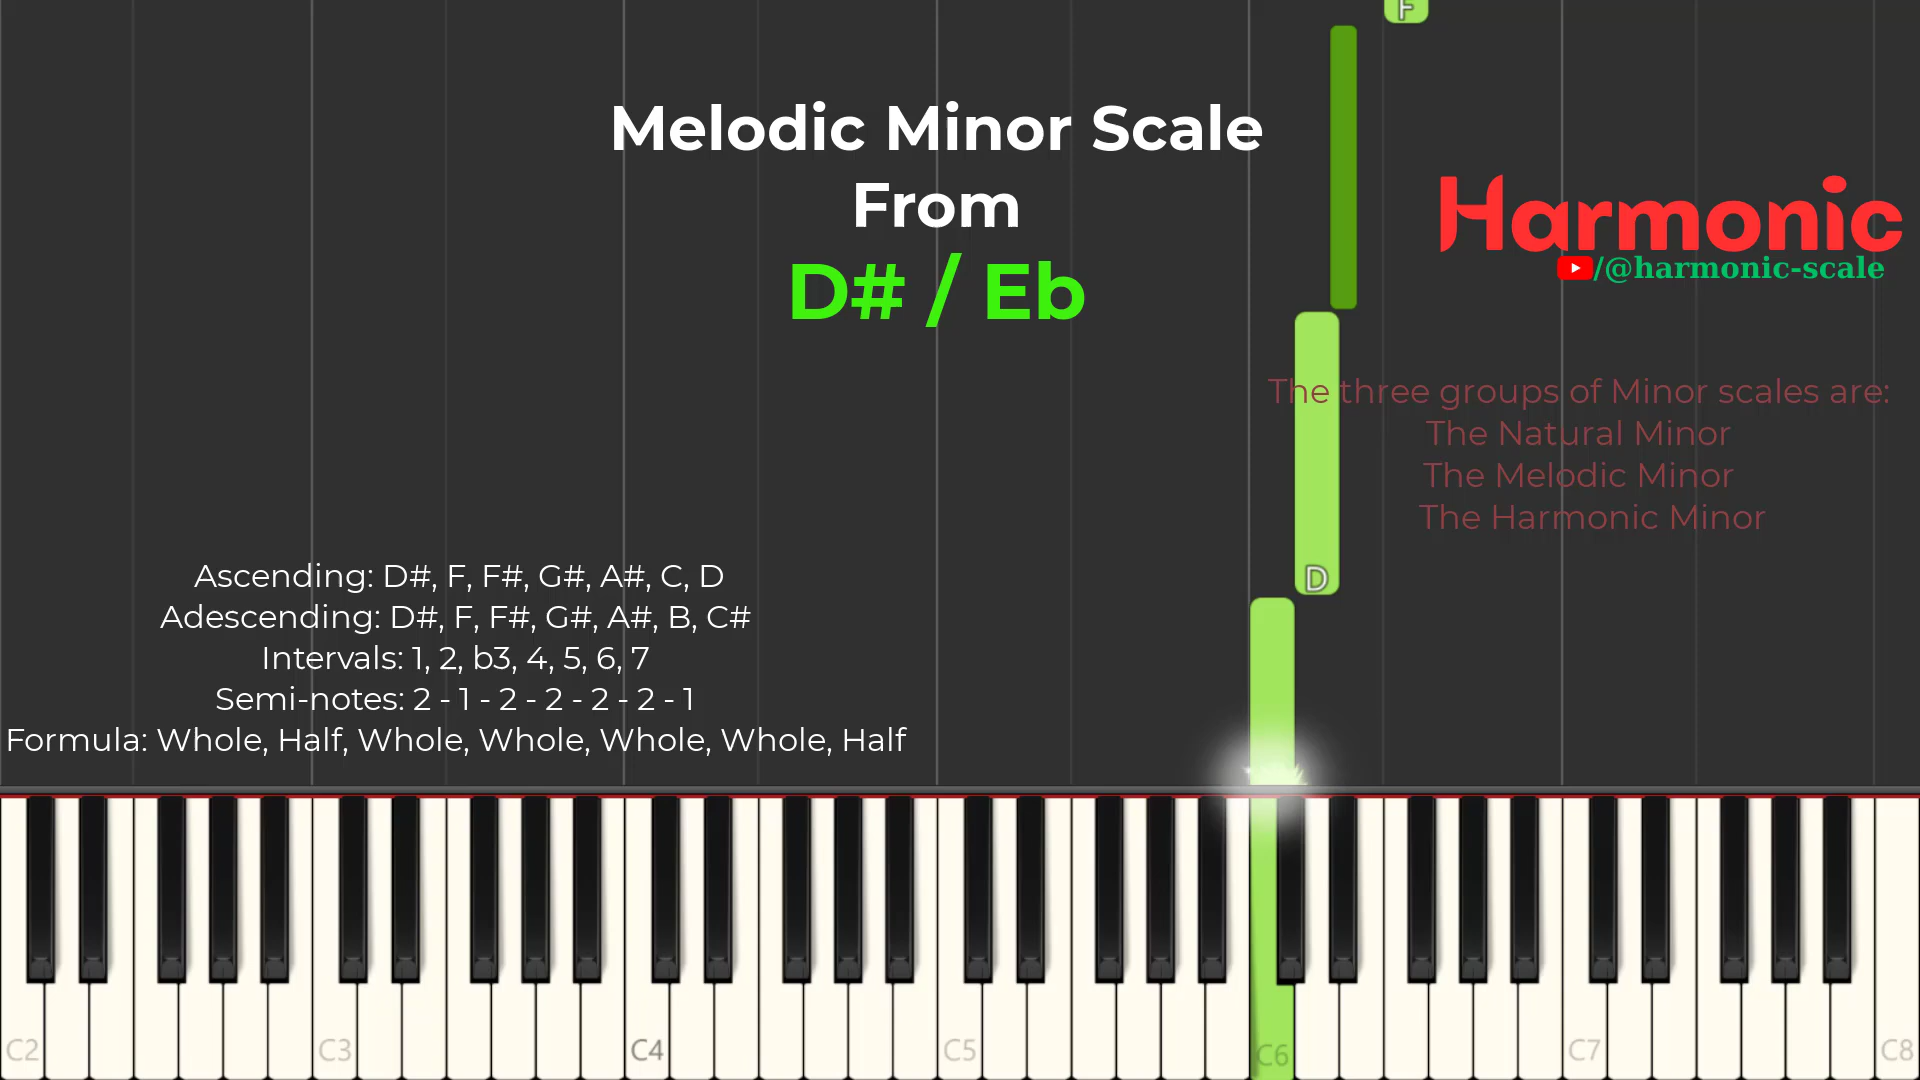 F
Melodic Minor Scale
From
D# / Eb
Harmonic
/@harmonic-scale
The three groups of Minor scales are:
The Natural Minor
The Melodic Minor
The Harmonic Minor
D
Ascending: D#, F, F#, G#, A#, C, D
Adescending: D#, F, F#, G#, A#, B, C#
Intervals: 1, 2, b3, 4, 5, 6, 7
Semi-notes: 2 - 1 - 2 - 2 - 2 - 2 - 1
Formula: Whole, Half, Whole, Whole, Whole, Whole, Half
C2 C3 C4 C5 C6 C7 C8